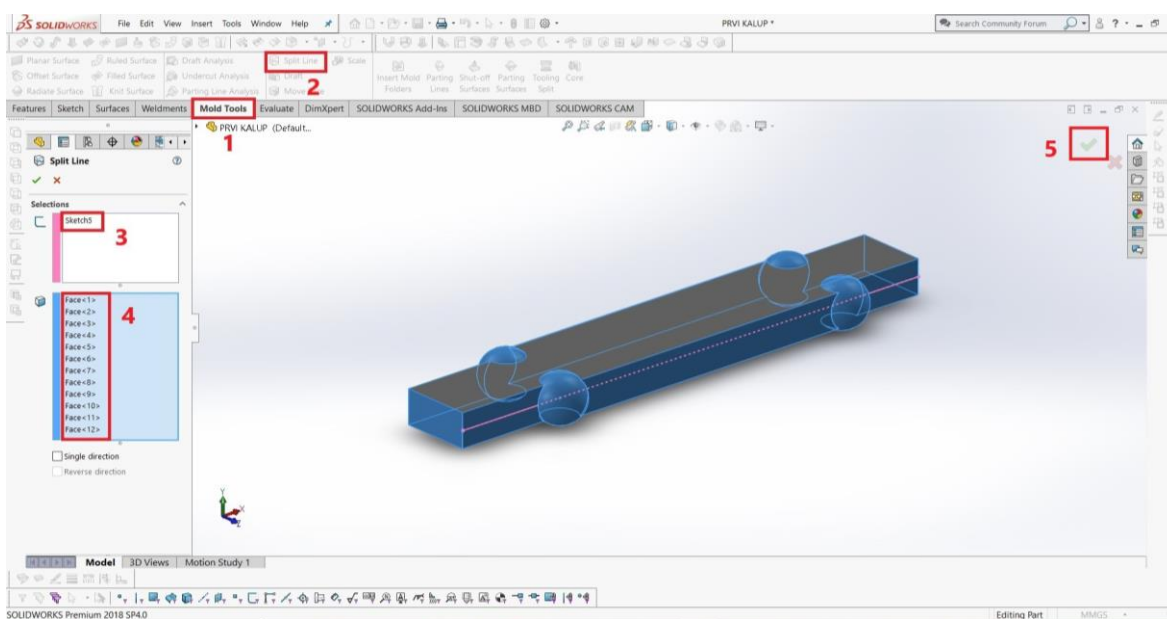 SOLIDWORKS File Edit View Insert Tools Window Help PRVI KALUP * Search Community Forum
Planar Surface Ruled Surface Draft Analysis Split Line Scale
Offset Surface Filled Surface Undercut Analysis Draft Insert Mold Parting Shut-off Parting Tooling Core
Radiate Surface Knit Surface Parting Line Analysis Move 2 Folders Lines Surfaces Surfaces Split
Features Sketch Surfaces Weldments Mold Tools Evaluate DimXpert SOLIDWORKS Add-Ins SOLIDWORKS MBD SOLIDWORKS CAM
PRVI KALUP (Default...
1
5
Split Line
Selections
Sketch5
3
Face<1>
Face<2>
Face<3>
Face<4>
Face<5>
Face<6>
Face<7>
Face<8>
Face<9>
Face<10>
Face<11>
Face<12>
4
Single direction
Reverse direction
Y
X
Z
Model 3D Views Motion Study 1
SOLIDWORKS Premium 2018 SP4.0 Editing Part MMGS